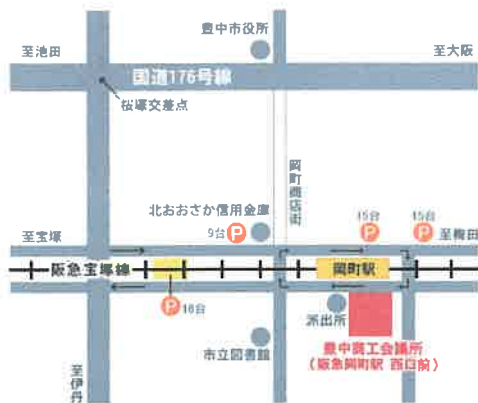 豊中市役所
至池田
至大阪
国道176号線
桜塚交差点
岡町商店街
北おおさか信用金庫
9台
P
15台
P
15台
P
至宝塚
至梅田
阪急宝塚線
岡町駅
P
16台
派出所
市立図書館
豊中商工会議所
(阪急岡町駅 西口前)
至伊丹